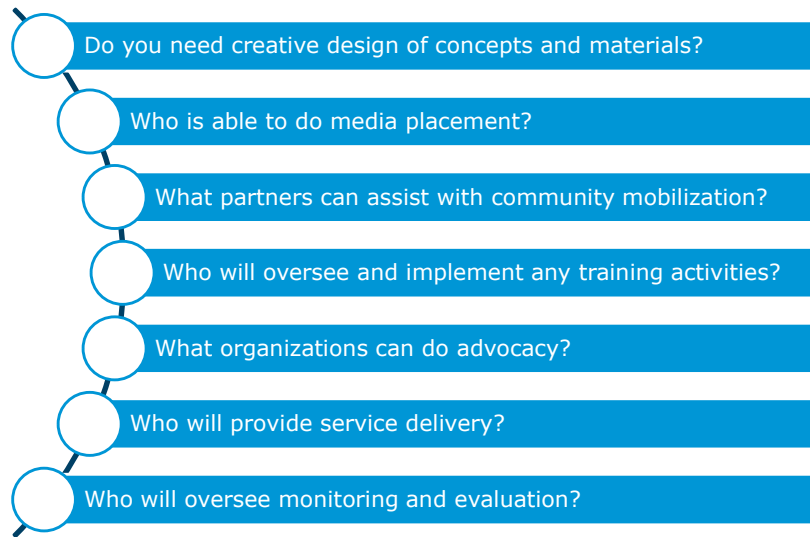 Do you need creative design of concepts and materials?
Who is able to do media placement?
What partners can assist with community mobilization?
Who will oversee and implement any training activities?
What organizations can do advocacy?
Who will provide service delivery?
Who will oversee monitoring and evaluation?